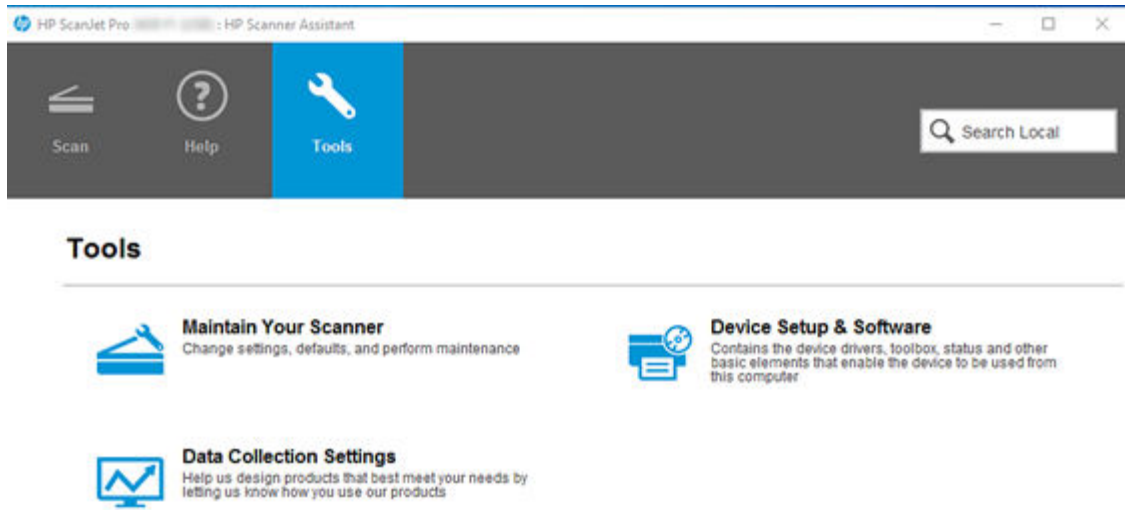 hp HP ScanJet Pro : HP Scanner Assistant
Scan
Help
Tools
Search Local
Tools
Maintain Your Scanner
Change settings, defaults, and perform maintenance
Device Setup & Software
Contains the device drivers, toolbox, status and other
basic elements that enable the device to be used from
this computer
Data Collection Settings
Help us design products that best meet your needs by
letting us know how you use our products